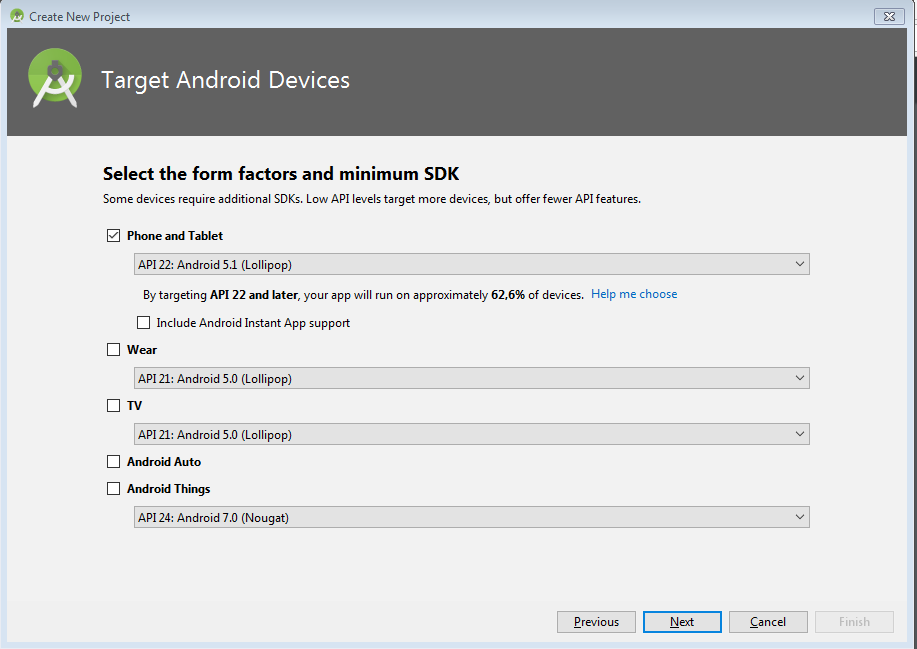 Create New Project
Target Android Devices
Select the form factors and minimum SDK
Some devices require additional SDKs. Low API levels target more devices, but offer fewer API features.
Phone and Tablet
API 22: Android 5.1 (Lollipop)
By targeting API 22 and later, your app will run on approximately 62,6% of devices. Help me choose
Include Android Instant App support
Wear
API 21: Android 5.0 (Lollipop)
TV
API 21: Android 5.0 (Lollipop)
Android Auto
Android Things
API 24: Android 7.0 (Nougat)
Previous Next Cancel Finish